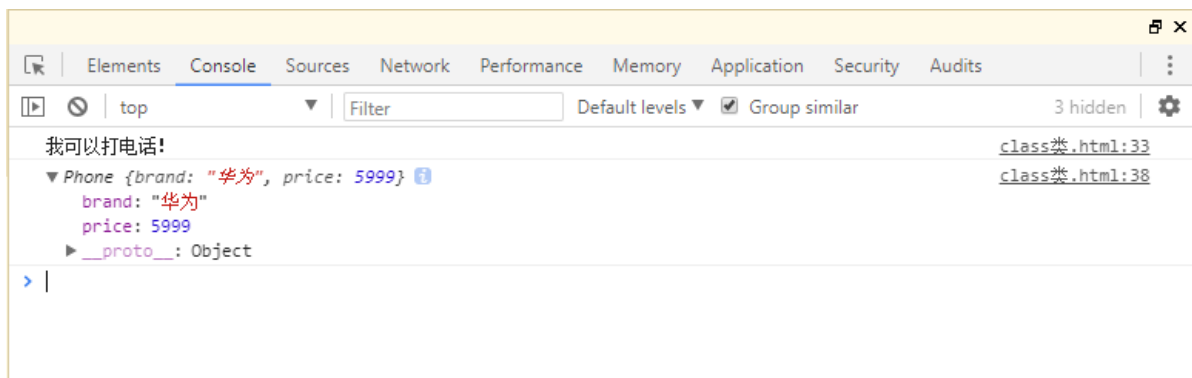 Elements Console Sources Network Performance Memory Application Security Audits
top Filter Default levels Group similar 3 hidden
我可以打电话! class类.html:33
Phone {brand: "华为", price: 5999} class类.html:38
brand: "华为"
price: 5999
__proto__: Object